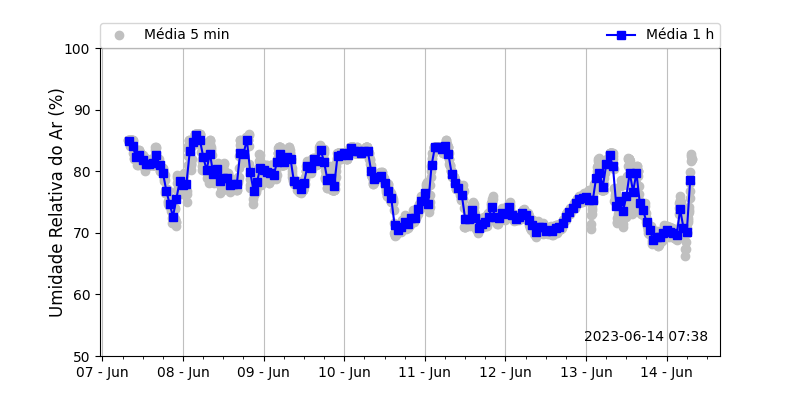 Média 5 min
Média 1 h
100
90
80
70
60
50
Umidade Relativa do Ar (%)
2023-06-14 07:38
07 - Jun
08 - Jun
09 - Jun
10 - Jun
11 - Jun
12 - Jun
13 - Jun
14 - Jun